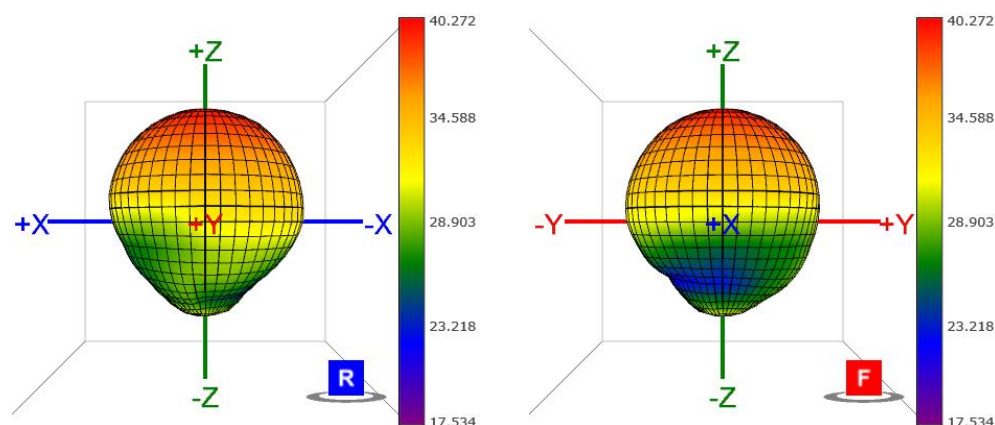 +Z
40.272
34.588
+X
+Y
-X
28.903
23.218
R
-Z
17.534
+Z
40.272
34.588
-Y
+X
+Y
28.903
23.218
F
-Z
17.534